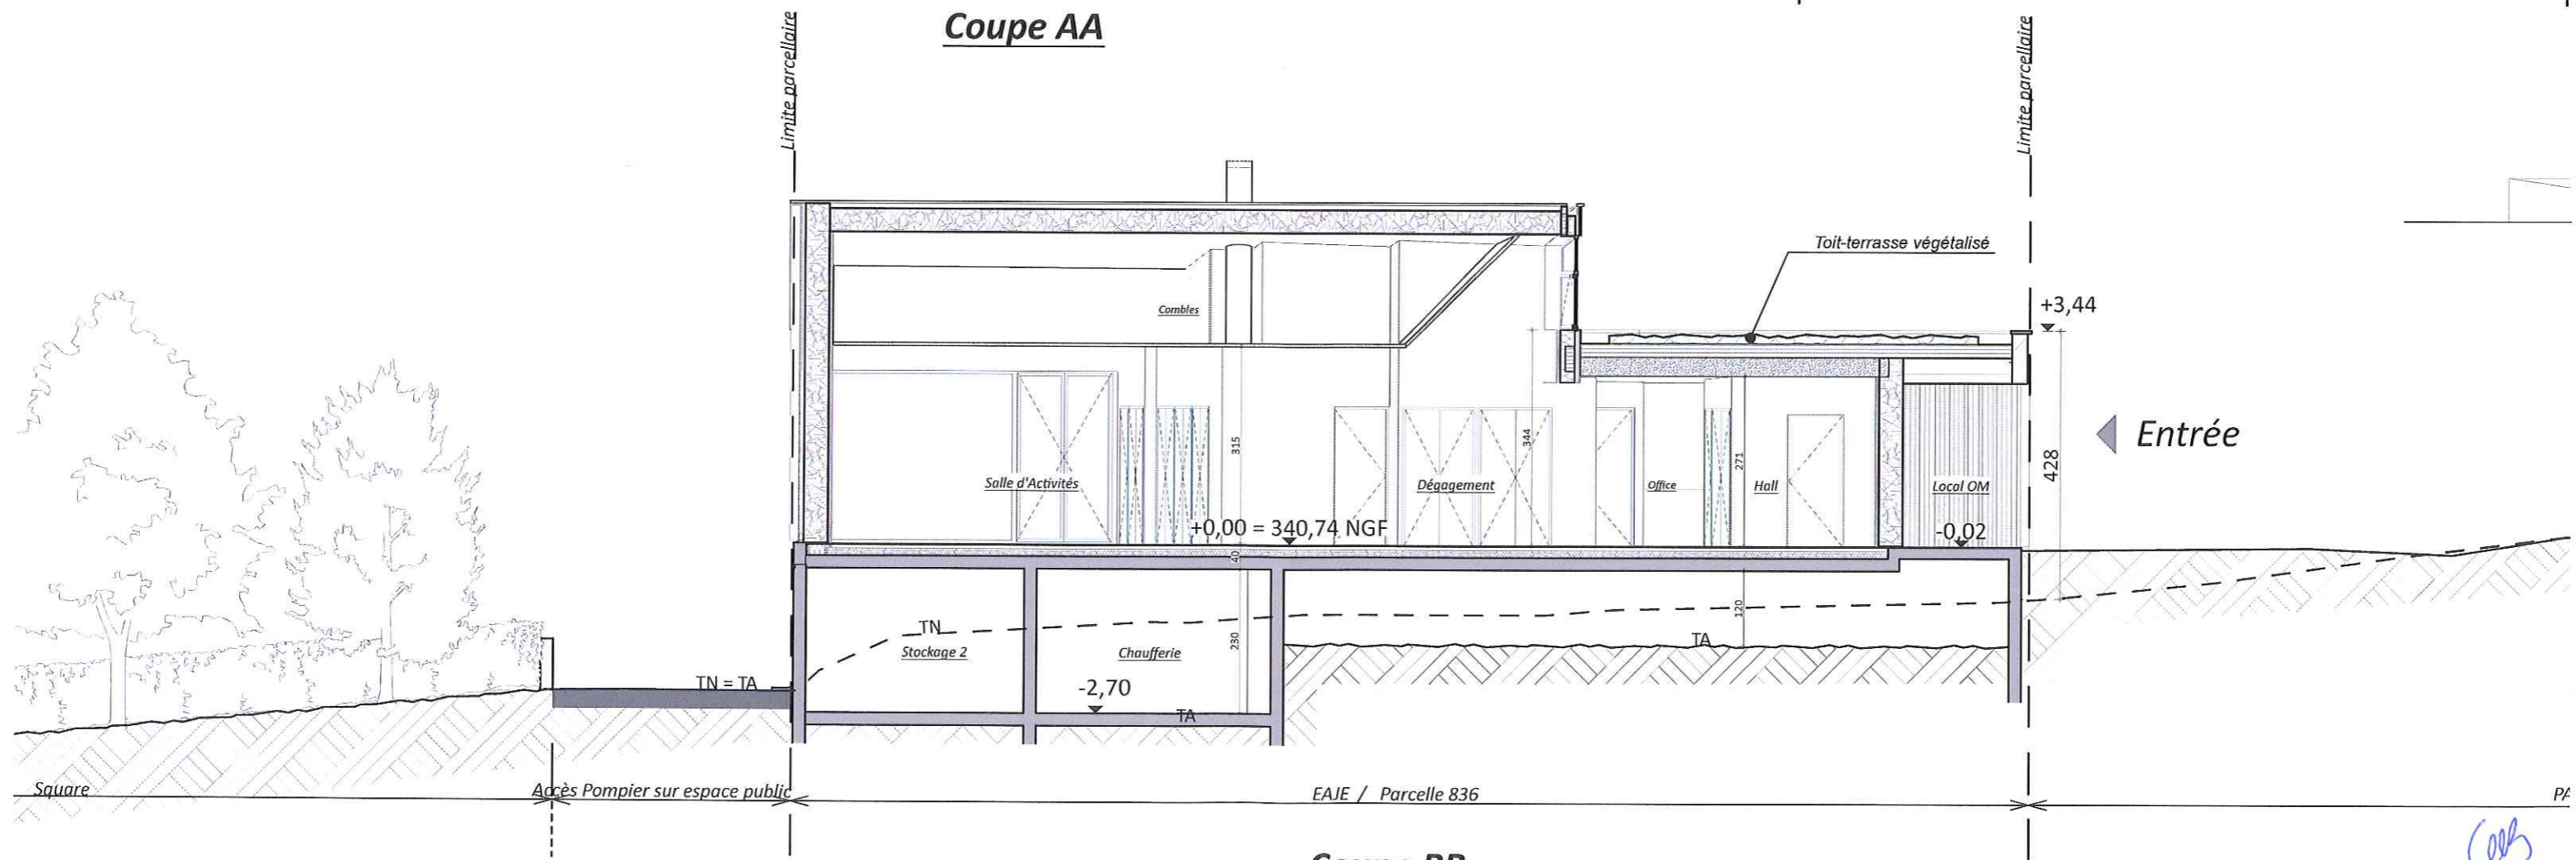 Coupe AA
Limite parcellaire
Limite parcellaire
Toit-terrasse végétalisé
+3,44
Combles
Entrée
428
315
344
271
Salle d'Activités
Dégagement
Office
Hall
Local OM
+0,00 = 340,74 NGF
-0,02
40
120
TN
Stockage 2
Chaufferie
230
TA
TN = TA
-2,70
TA
Square
Accès Pompier sur espace public
EAJE / Parcelle 836